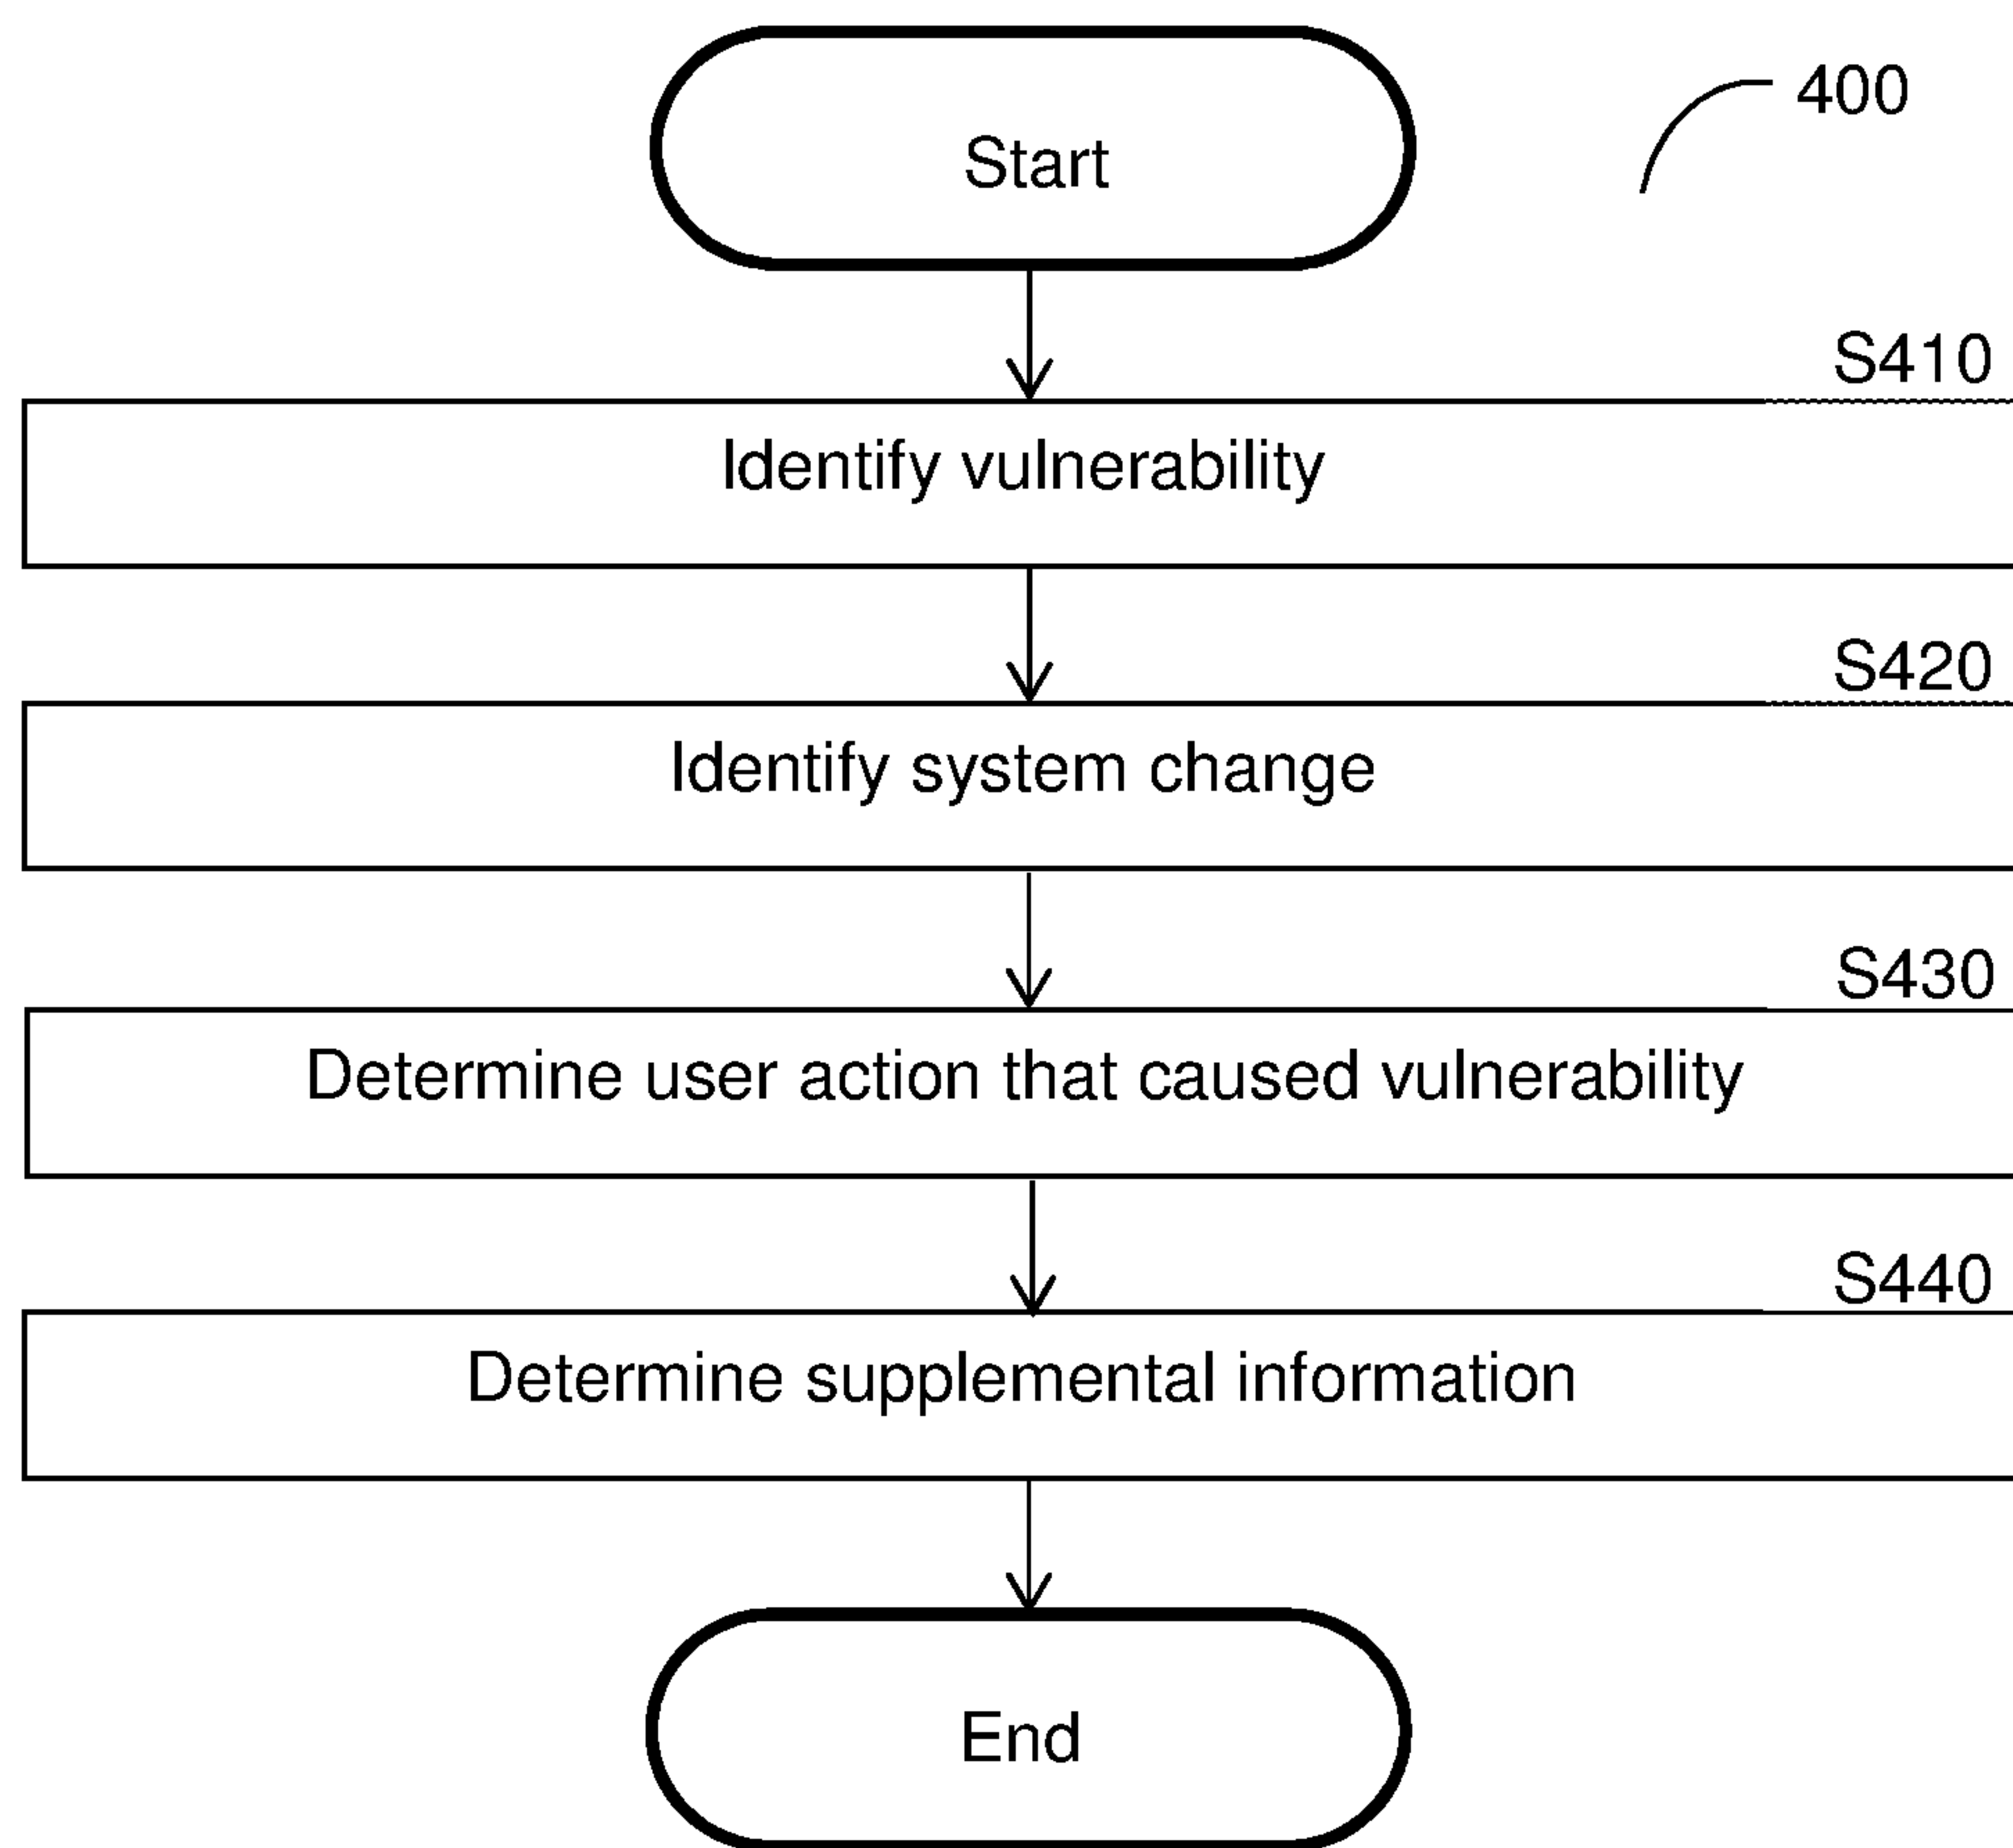 Start
400
S410
Identify vulnerability
S420
Identify system change
S430
Determine user action that caused vulnerability
S440
Determine supplemental information
End